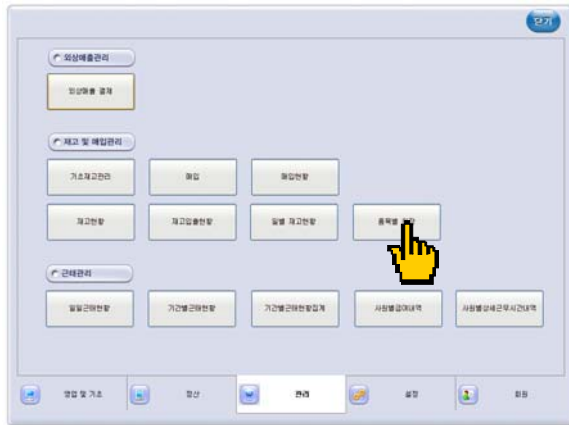 닫기
외상매출관리
외상매출 결제
재고 및 매입관리
기초재고관리 매입 매입현황
재고현황 재고입출현황 일별 재고현황 품목별
근태관리
일일근태현황 기간별근태현황 기간별근태현황집계 사원별급여내역 사원별상세근무시간내역
영업 및 기초 정산 관리 설정 회원